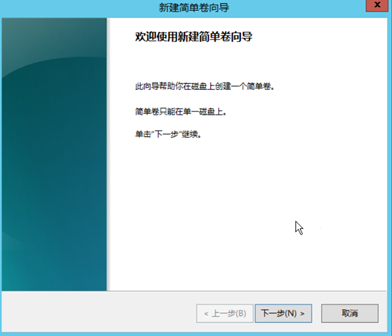 新建简单卷向导
x
欢迎使用新建简单卷向导
此向导帮助你在磁盘上创建一个简单卷。
简单卷只能在单一磁盘上。
单击"下一步"继续。
< 上一步(B) 下一步(N) > 取消